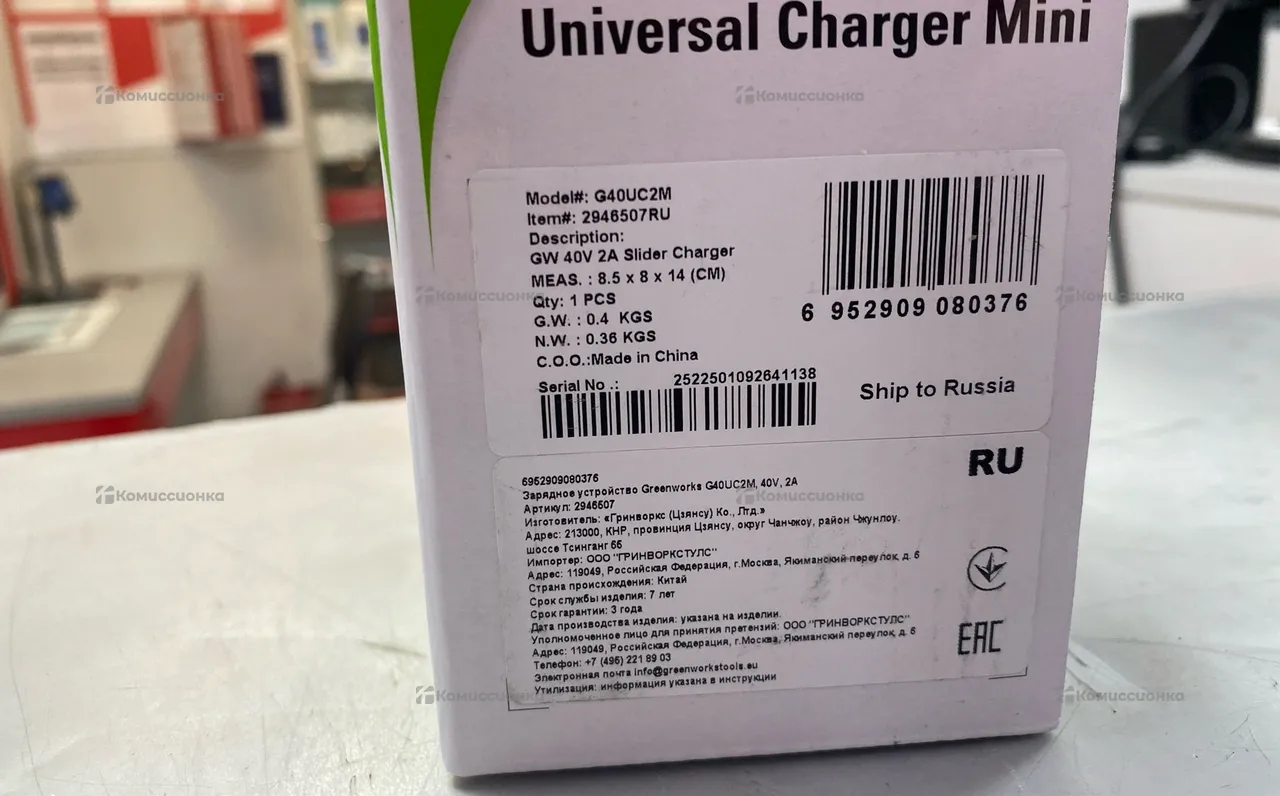 Universal Charger Mini
Model#: G40UC2M
Item#: 2946507RU
Description:
GW 40V 2A Slider Charger
MEAS. : 8.5 x 8 x 14 (CM)
Qty: 1 PCS
G.W. : 0.4 KGS
N.W. : 0.36 KGS
C.O.O.:Made in China
Serial No .: 2522501092641138
6 952909 080376
Ship to Russia
RU
6952909080376
Зарядное устройство Greenworks G40UC2M, 40V, 2A
Артикул: 2946507
Изготовитель: «Гринворкс (Цзянсу) Ко., Лтд.»
Адрес: 213000, КНР, провинция Цзянсу, округ Чанчжоу, район Чжунлоу.
шоссе Тсинганг 66
Импортер: ООО "ГРИНВОРКСТУЛС"
Адрес: 119049, Российская Федерация, г.Москва, Якиманский переулок, д. 6
Страна происхождения: Китай
Срок службы изделия: 7 лет
Срок гарантии: 3 года
Дата производства изделия: указана на изделии.
Уполномоченное лицо для принятия претензий: ООО "ГРИНВОРКСТУЛС".
Адрес: 119049, Российская Федерация, г.Москва, Якиманский переулок, д. 6
Телефон: +7 (495) 221 89 03
Электронная почта info@greenworkstools.eu
Утилизация: информация указана в инструкции
EAC
Комиссионка
Комиссионка
Комиссионка
Комиссионка
Комиссионка
Комиссионка
Комиссионка
Комиссионка